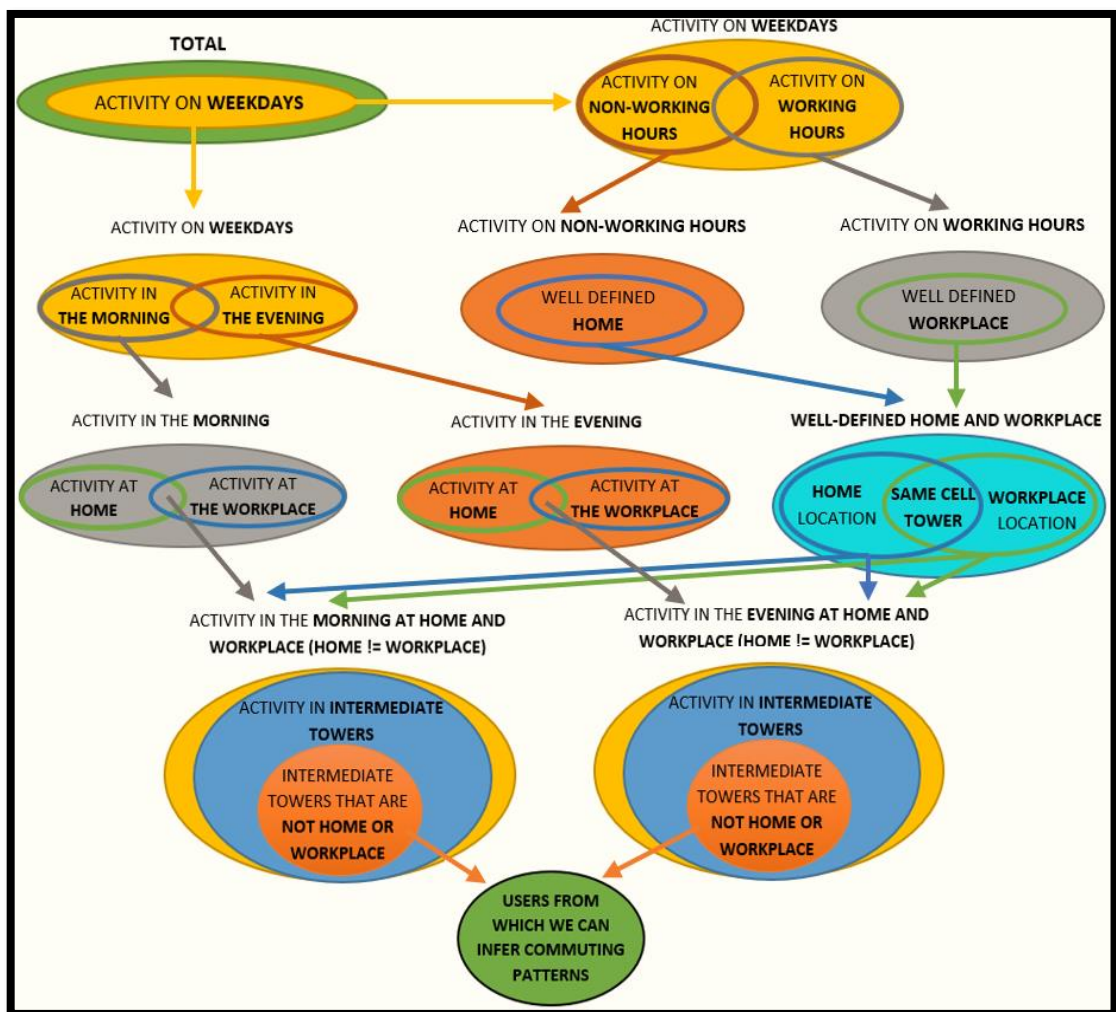 TOTAL
ACTIVITY ON WEEKDAYS
ACTIVITY ON WEEKDAYS
ACTIVITY ON
NON-WORKING
HOURS
ACTIVITY ON
WORKING
HOURS
ACTIVITY ON WEEKDAYS
ACTIVITY ON NON-WORKING HOURS
ACTIVITY ON WORKING HOURS
ACTIVITY IN
THE MORNING
ACTIVITY IN
THE EVENING
WELL DEFINED
HOME
WELL DEFINED
WORKPLACE
ACTIVITY IN THE MORNING
ACTIVITY IN THE EVENING
WELL-DEFINED HOME AND WORKPLACE
ACTIVITY AT
HOME
ACTIVITY AT
THE WORKPLACE
ACTIVITY AT
HOME
ACTIVITY AT
THE WORKPLACE
HOME
LOCATION
SAME CELL
TOWER
WORKPLACE
LOCATION
ACTIVITY IN THE MORNING AT HOME AND
WORKPLACE (HOME != WORKPLACE)
ACTIVITY IN THE EVENING AT HOME AND
WORKPLACE (HOME != WORKPLACE)
ACTIVITY IN INTERMEDIATE
TOWERS
INTERMEDIATE
TOWERS THAT ARE
NOT HOME OR
WORKPLACE
ACTIVITY IN INTERMEDIATE
TOWERS
INTERMEDIATE
TOWERS THAT ARE
NOT HOME OR
WORKPLACE
USERS FROM
WHICH WE CAN
INFER COMMUTING
PATTERNS